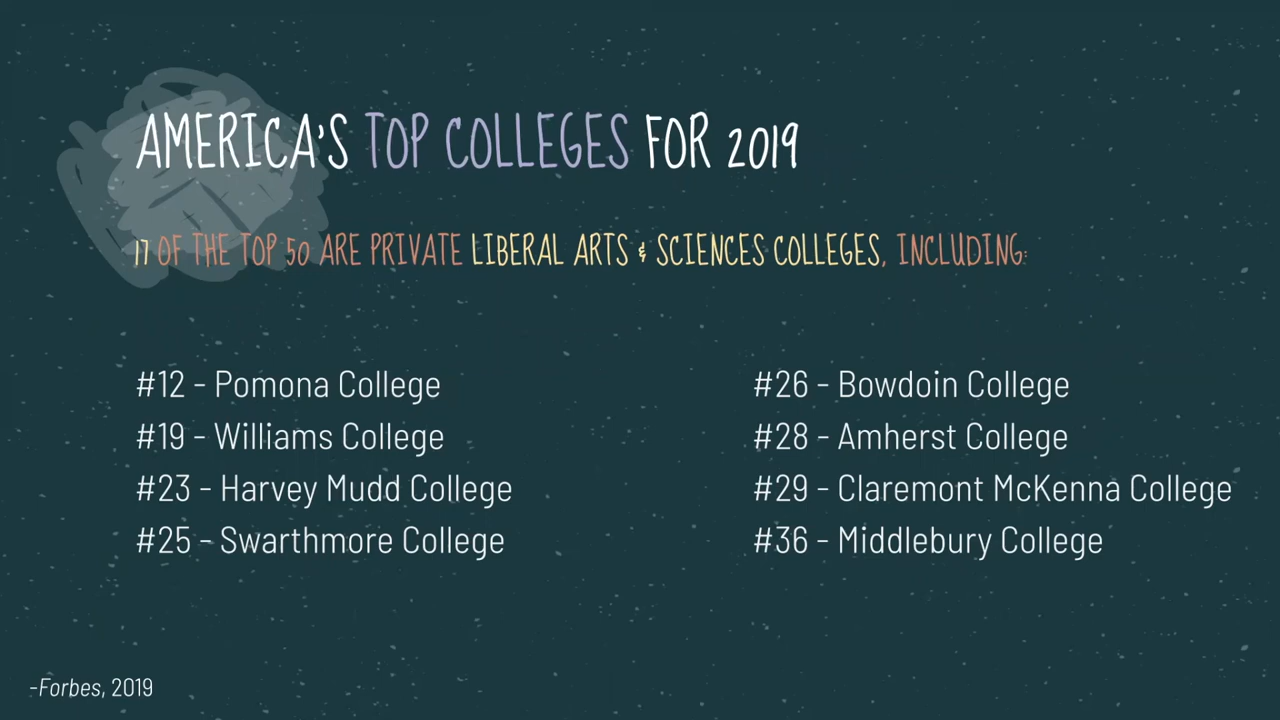 AMERICA'S TOP COLLEGES FOR 2019
17 OF THE TOP 50 ARE PRIVATE LIBERAL ARTS & SCIENCES COLLEGES, INCLUDING:
#12 - Pomona College
#19 - Williams College
#23 - Harvey Mudd College
#25 - Swarthmore College
#26 - Bowdoin College
#28 - Amherst College
#29 - Claremont McKenna College
#36 - Middlebury College
-Forbes, 2019